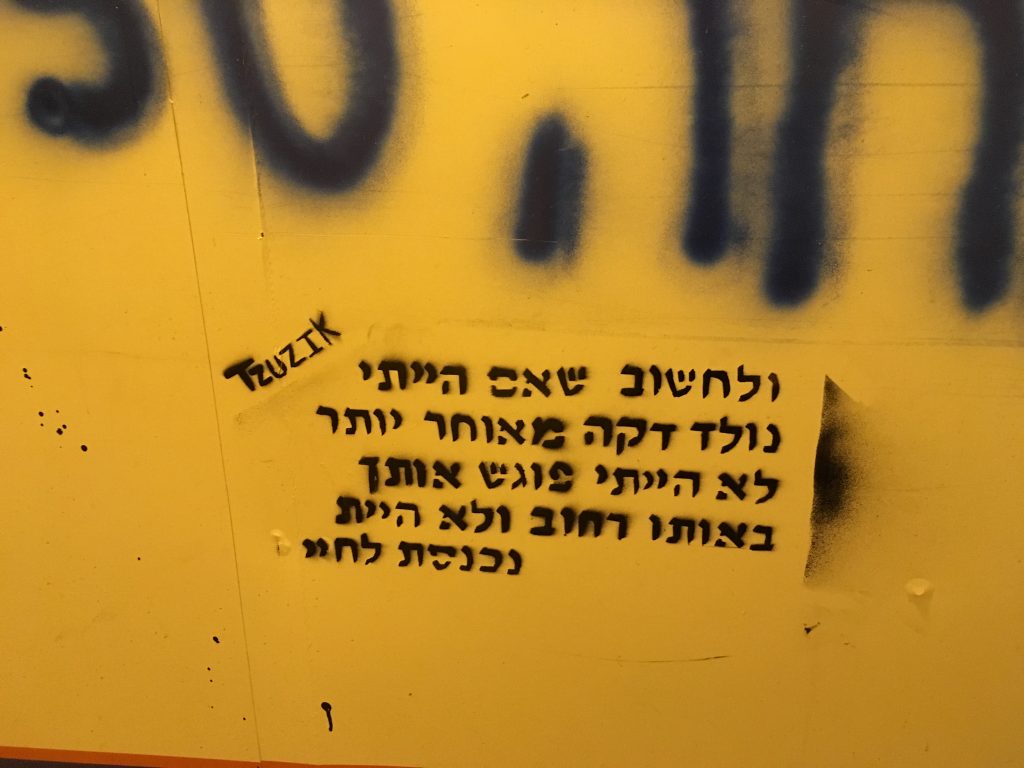 TZUZIK
ולחשוב שאם הייתי
נולד דקה מאוחר יותר
לא הייתי פוגש אותך
באותו רחוב ולא היית
נכנסת לחיי